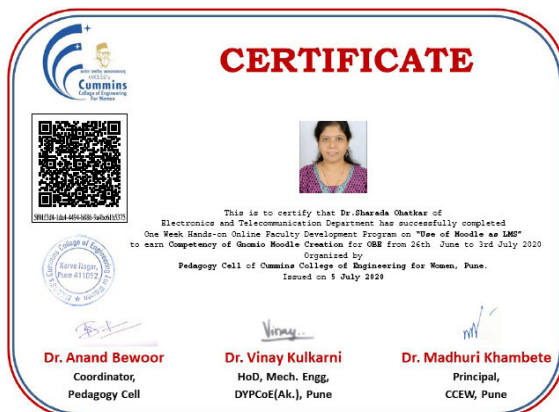 CERTIFICATE
MKSSS's
Cummins
College of Engineering
For Women
This is to certify that Dr.Sharada Ohatkar of
Electronics and Telecommunication Department has successfully completed
One Week Hands-on Online Faculty Development Program on "Use of Moodle as LMS"
to earn Competency of Gnomio Moodle Creation for OBE from 26th June to 3rd July 2020
Organized by
Pedagogy Cell of Cummins College of Engineering for Women, Pune.
Issued on 5 July 2020
Karve Nagar,
Pune 411052
Dr. Anand Bewoor
Coordinator,
Pedagogy Cell
Vinay..
Dr. Vinay Kulkarni
HoD, Mech. Engg,
DYPCoE(Ak.), Pune
Dr. Madhuri Khambete
Principal,
CCEW, Pune